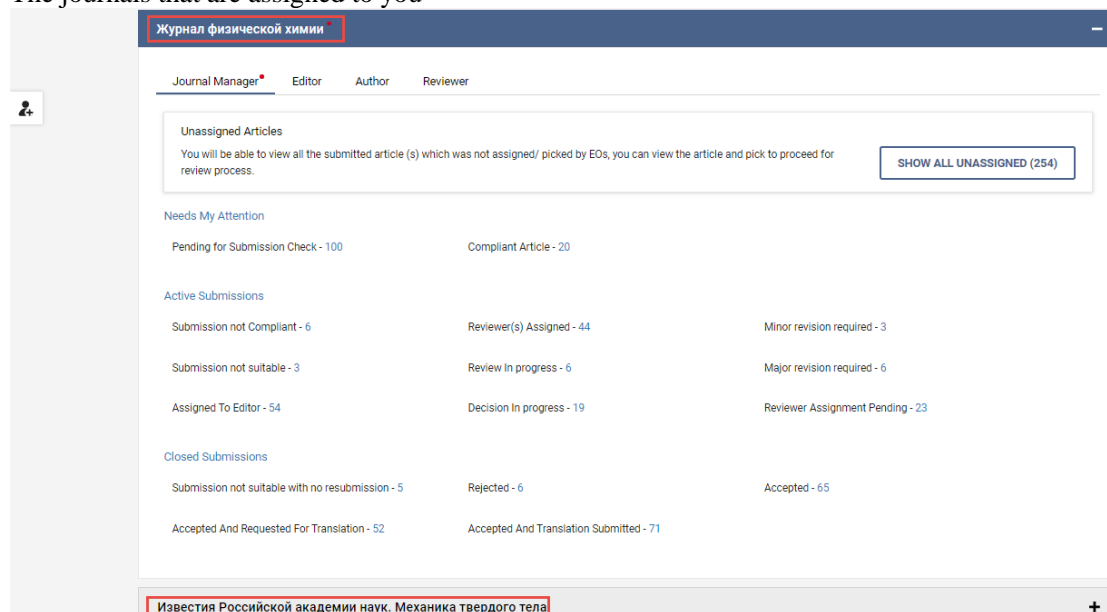 The journals that are assigned to you
Журнал физической химии
Journal Manager Editor Author Reviewer
Unassigned Articles
You will be able to view all the submitted article (s) which was not assigned/ picked by EOs, you can view the article and pick to proceed for
review process.
SHOW ALL UNASSIGNED (254)
Needs My Attention
Pending for Submission Check - 100 Compliant Article - 20
Active Submissions
Submission not Compliant - 6 Reviewer(s) Assigned - 44 Minor revision required - 3
Submission not suitable - 3 Review In progress - 6 Major revision required - 6
Assigned To Editor - 54 Decision In progress - 19 Reviewer Assignment Pending - 23
Closed Submissions
Submission not suitable with no resubmission - 5 Rejected - 6 Accepted - 65
Accepted And Requested For Translation - 52 Accepted And Translation Submitted - 71
Известия Российской академии наук. Механика твердого тела